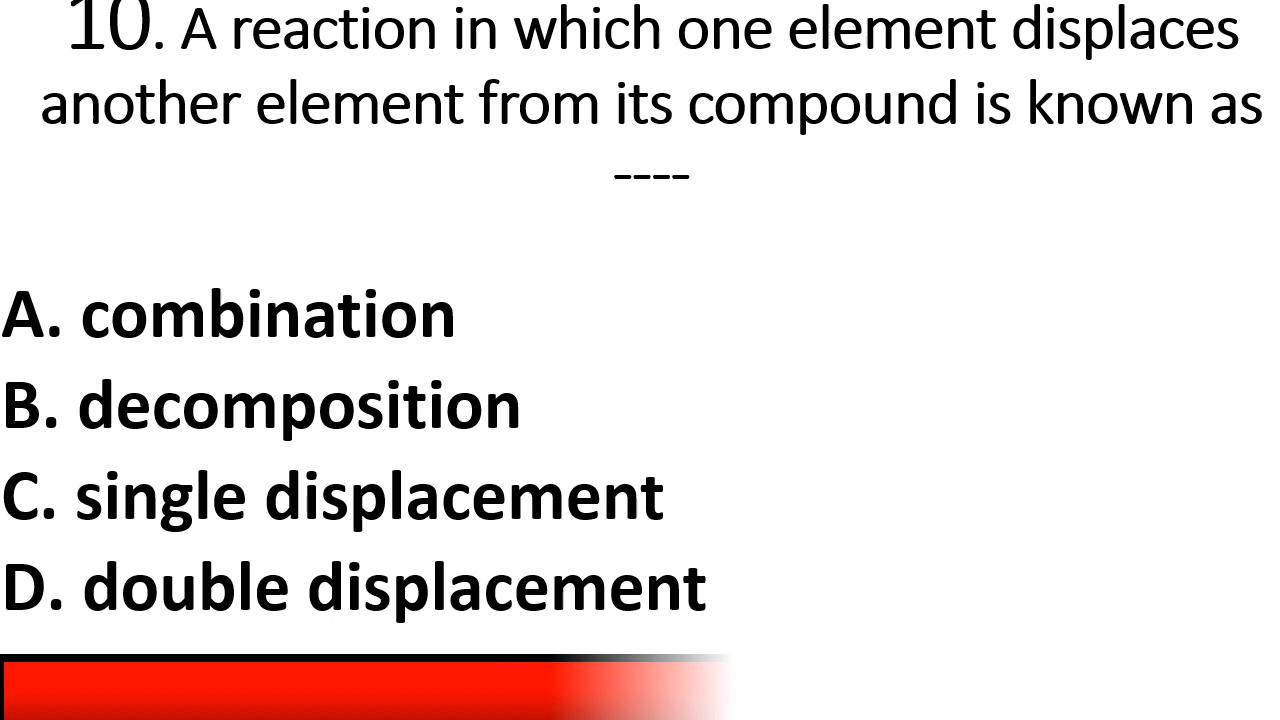 10. A reaction in which one element displaces
another element from its compound is known as
----
A. combination
B. decomposition
C. single displacement
D. double displacement